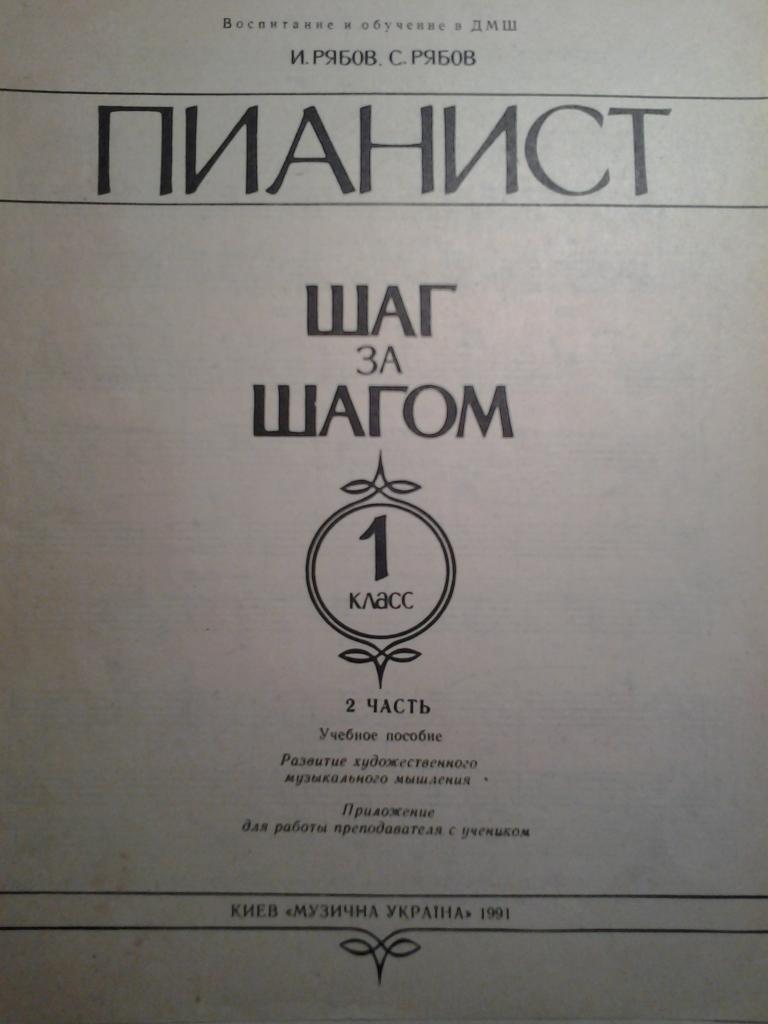 Воспитание и обучение в ДМШ
И. РЯБОВ, С. РЯБОВ
ПИАНИСТ
ШАГ
ЗА
ШАГОМ
1
класс
2 ЧАСТЬ
Учебное пособие
Развитие художественного
музыкального мышления
Приложение
для работы преподавателя с учеником
КИЕВ «МУЗИЧНА УКРАЇНА» 1991